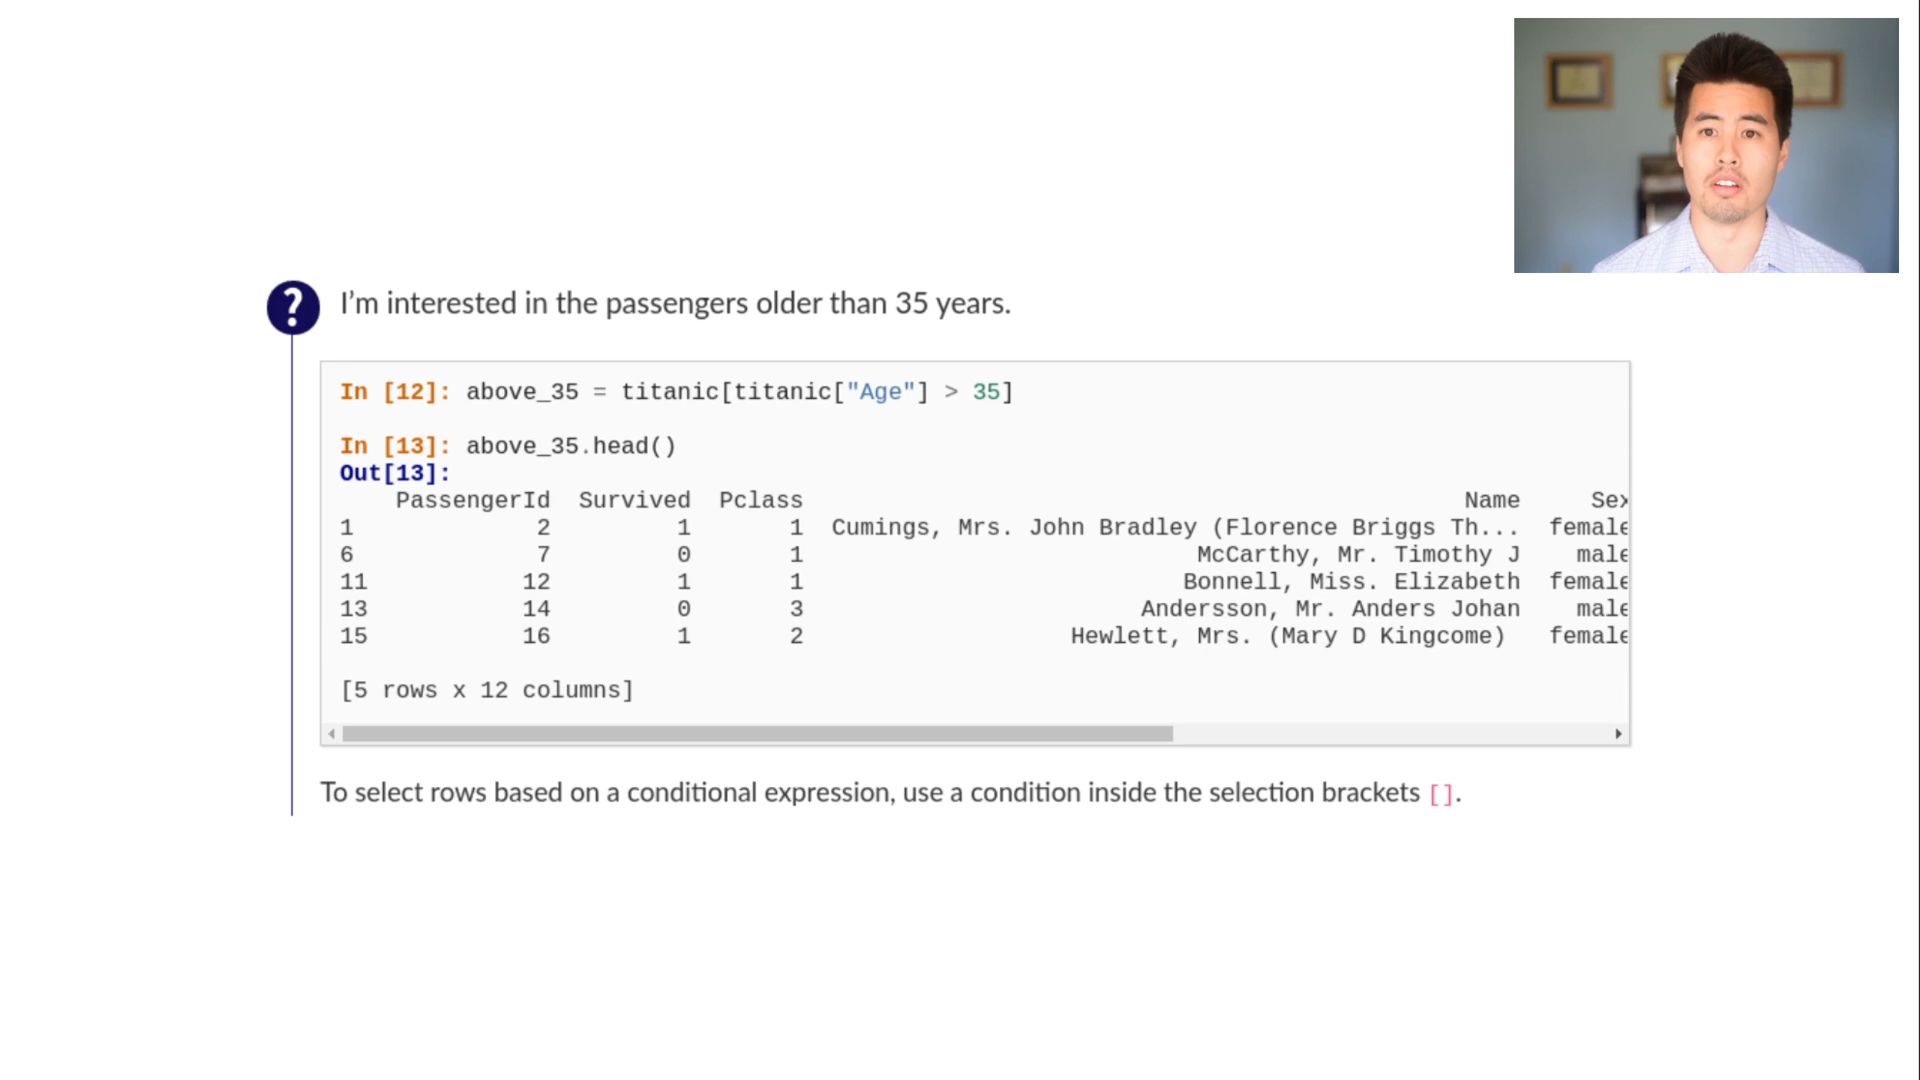 ?
I’m interested in the passengers older than 35 years.
In [12]: above_35 = titanic[titanic["Age"] > 35]
In [13]: above_35.head()
Out[13]:
    PassengerId  Survived  Pclass                                               Name     Sex
1             2         1       1  Cumings, Mrs. John Bradley (Florence Briggs Th...  female
6             7         0       1                            McCarthy, Mr. Timothy J    male
11           12         1       1                           Bonnell, Miss. Elizabeth  female
13           14         0       3                        Andersson, Mr. Anders Johan    male
15           16         1       2                   Hewlett, Mrs. (Mary D Kingcome)   female
[5 rows x 12 columns]
To select rows based on a conditional expression, use a condition inside the selection brackets [].